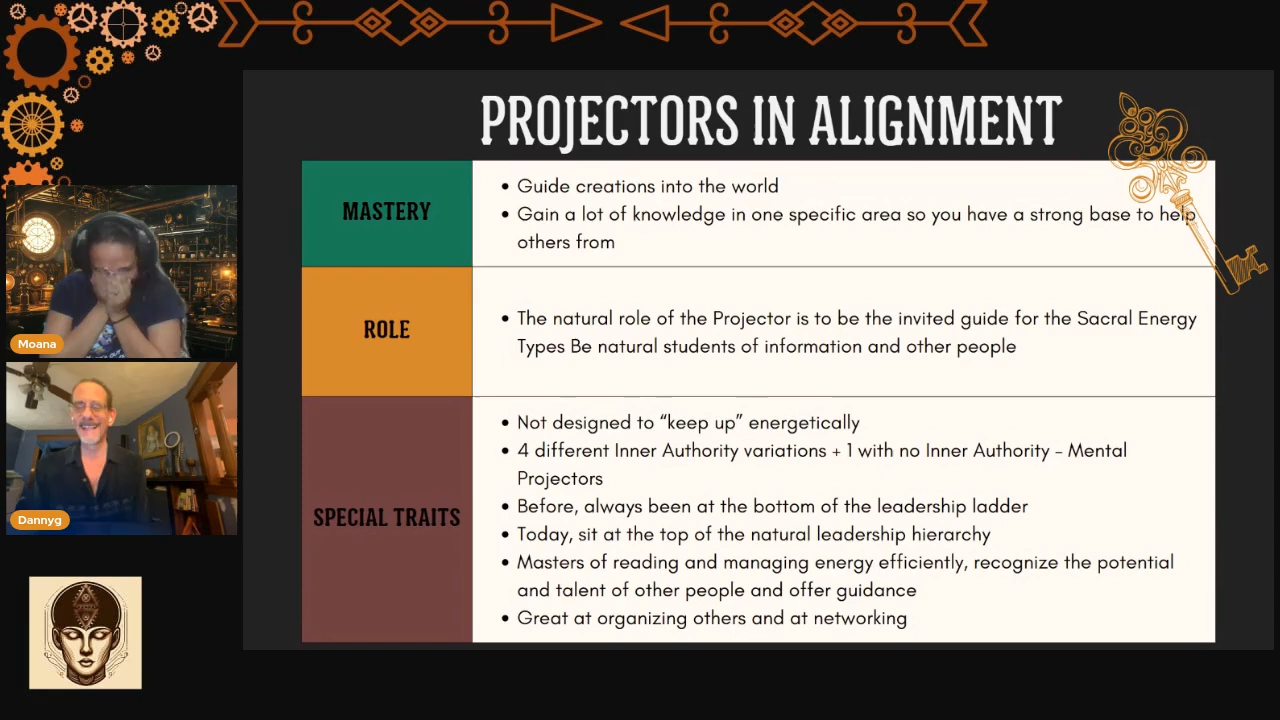 PROJECTORS IN ALIGNMENT
MASTERY
• Guide creations into the world
• Gain a lot of knowledge in one specific area so you have a strong base to help
others from
ROLE
• The natural role of the Projector is to be the invited guide for the Sacral Energy
Types Be natural students of information and other people
SPECIAL TRAITS
• Not designed to “keep up” energetically
• 4 different Inner Authority variations + 1 with no Inner Authority - Mental
Projectors
• Before, always been at the bottom of the leadership ladder
• Today, sit at the top of the natural leadership hierarchy
• Masters of reading and managing energy efficiently, recognize the potential
and talent of other people and offer guidance
• Great at organizing others and at networking
Moana
Dannyg